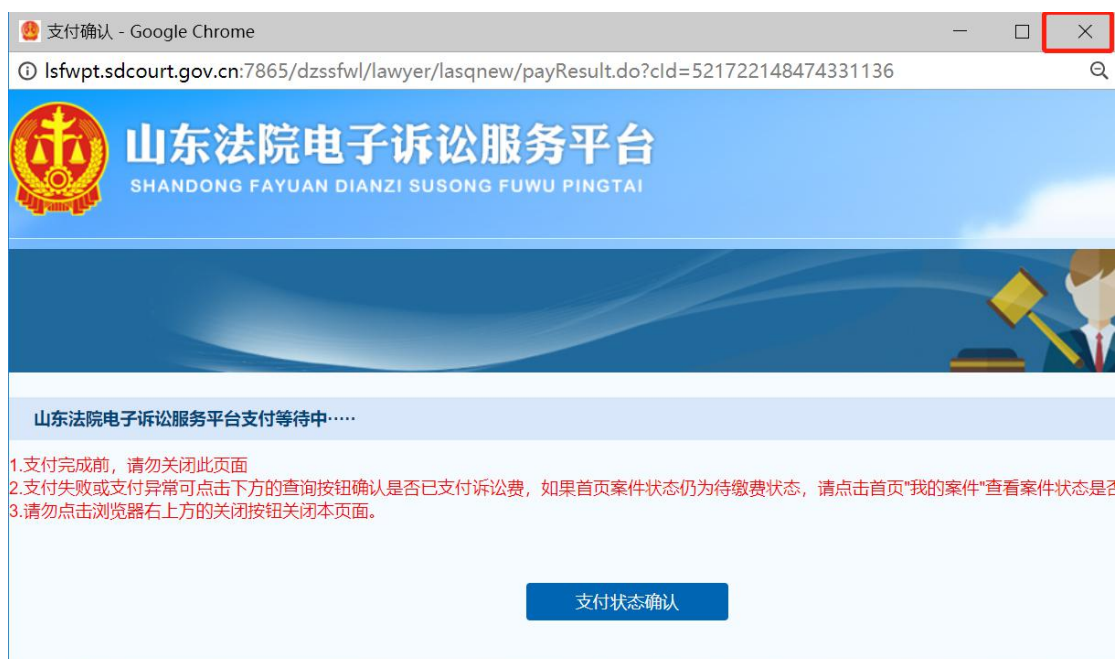 支付确认 - Google Chrome
lsfwpt.sdcourt.gov.cn:7865/dzssfwl/lawyer/lasqnew/payResult.do?cId=521722148474331136
山东法院电子诉讼服务平台
SHANDONG FAYUAN DIANZI SUSONG FUWU PINGTAI
山东法院电子诉讼服务平台支付等待中·····
1.支付完成前，请勿关闭此页面
2.支付失败或支付异常可点击下方的查询按钮确认是否已支付诉讼费，如果首页案件状态仍为待缴费状态，请点击首页"我的案件"查看案件状态是否
3.请勿点击浏览器右上方的关闭按钮关闭本页面。
支付状态确认